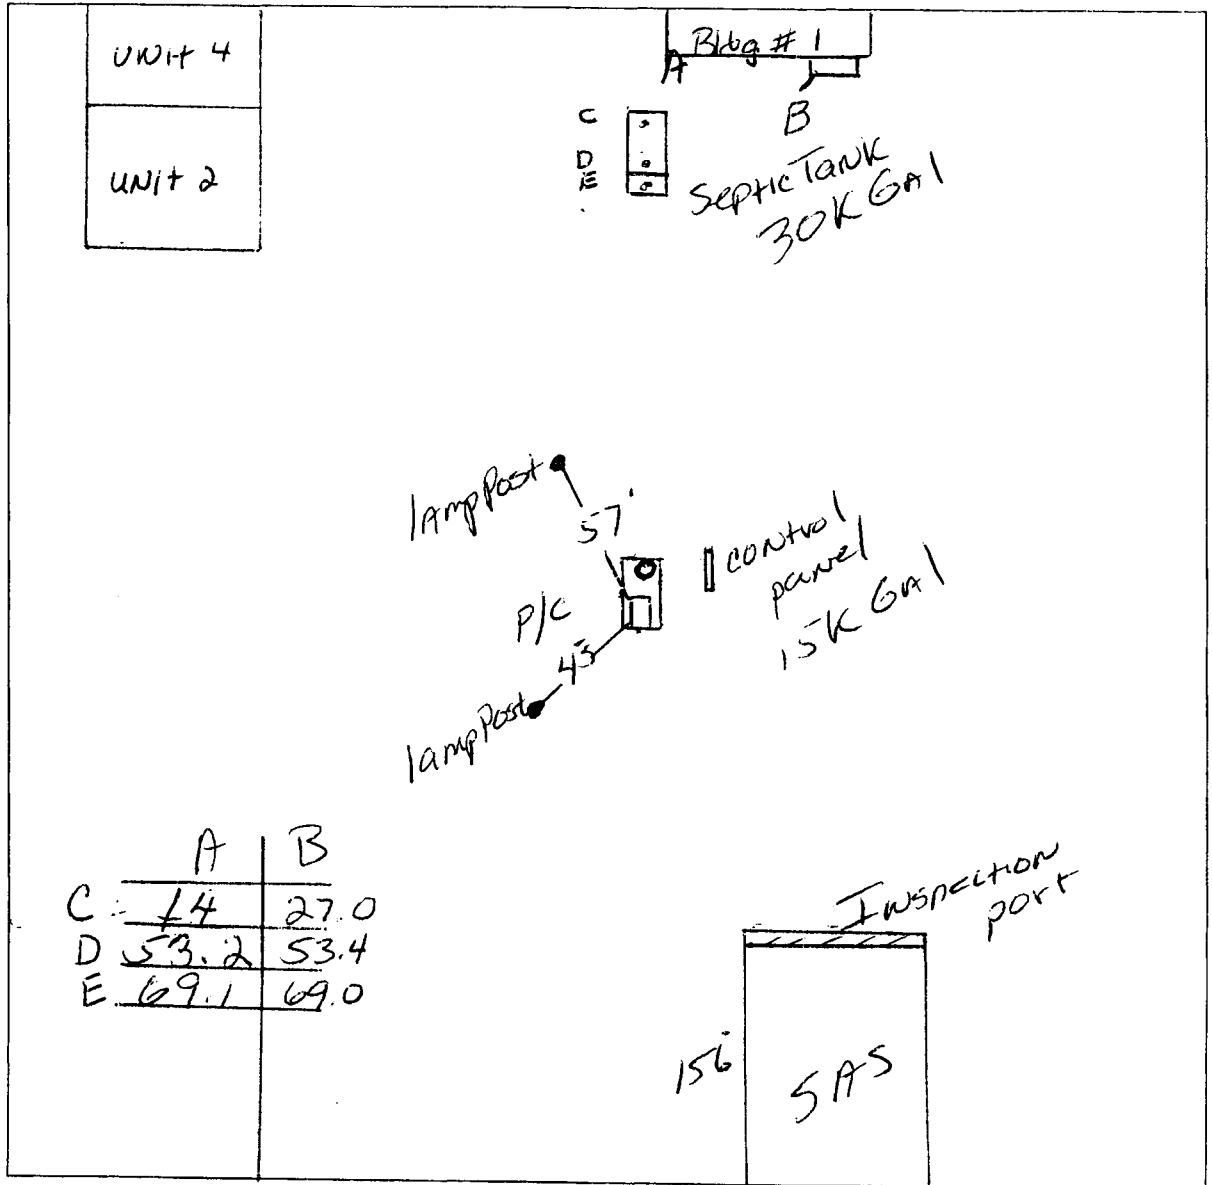 UNIt 4
Bldg # 1
A
UNIt 2
C
B
D
E
Septic Tank
30K GAl
lAmp Post
57'
control
panel
15K GAl
P/C
45
lamp Post
A B
C 14 27.0
D 53.2 53.4
E 69.1 69.0
Inspection
port
156'
SAS